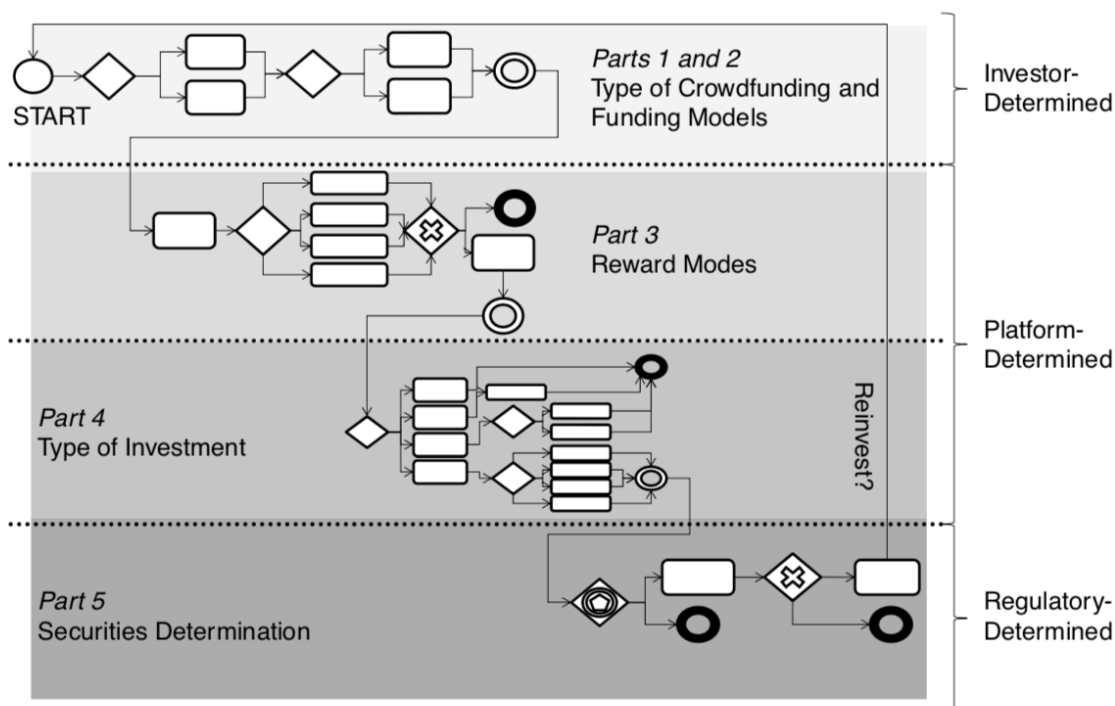 START
Parts 1 and 2
Type of Crowdfunding and
Funding Models
Investor-
Determined
Part 3
Reward Modes
Platform-
Determined
Part 4
Type of Investment
Reinvest?
Part 5
Securities Determination
Regulatory-
Determined